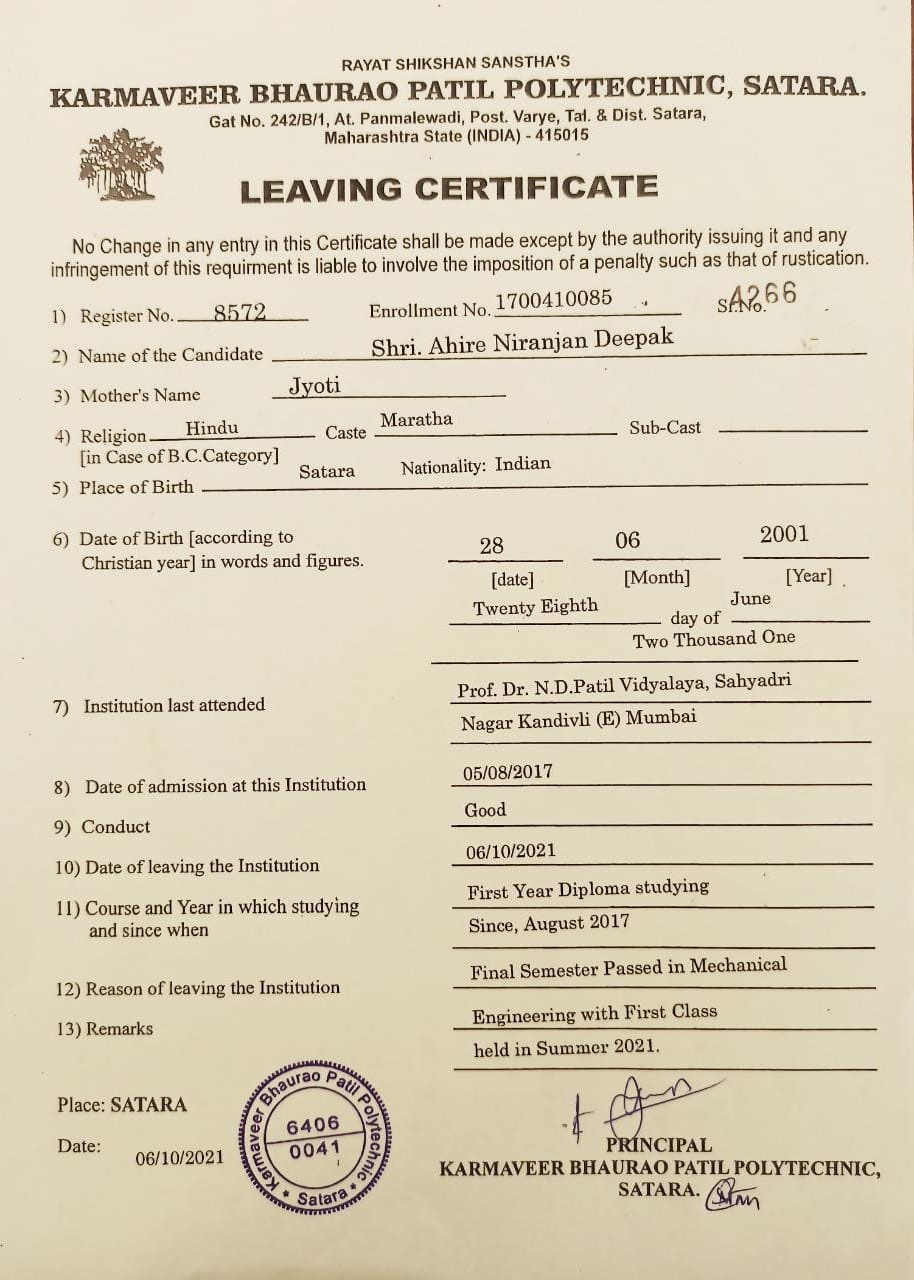 RAYAT SHIKSHAN SANSTHA'S
KARMAVEER BHAURAO PATIL POLYTECHNIC, SATARA.
Gat No. 242/B/1, At. Panmalewadi, Post. Varye, Tal. & Dist. Satara,
Maharashtra State (INDIA) - 415015
LEAVING CERTIFICATE
No Change in any entry in this Certificate shall be made except by the authority issuing it and any
infringement of this requirment is liable to involve the imposition of a penalty such as that of rustication.
1) Register No. 8572 Enrollment No. 1700410085 Sr.No. 4266
2) Name of the Candidate Shri. Ahire Niranjan Deepak
3) Mother's Name Jyoti
4) Religion Hindu Caste Maratha Sub-Cast
[in Case of B.C.Category]
5) Place of Birth Satara Nationality: Indian
6) Date of Birth [according to 28 06 2001
Christian year] in words and figures.
[date] [Month] [Year]
Twenty Eighth day of June
Two Thousand One
7) Institution last attended Prof. Dr. N.D.Patil Vidyalaya, Sahyadri
Nagar Kandivli (E) Mumbai
8) Date of admission at this Institution 05/08/2017
9) Conduct Good
10) Date of leaving the Institution 06/10/2021
11) Course and Year in which studying First Year Diploma studying
and since when Since, August 2017
12) Reason of leaving the Institution Final Semester Passed in Mechanical
13) Remarks Engineering with First Class
held in Summer 2021.
Place: SATARA
Date: 06/10/2021
Karmaveer Bhaurao Patil Polytechnic
6406
0041
* Satara *
PRINCIPAL
KARMAVEER BHAURAO PATIL POLYTECHNIC,
SATARA.